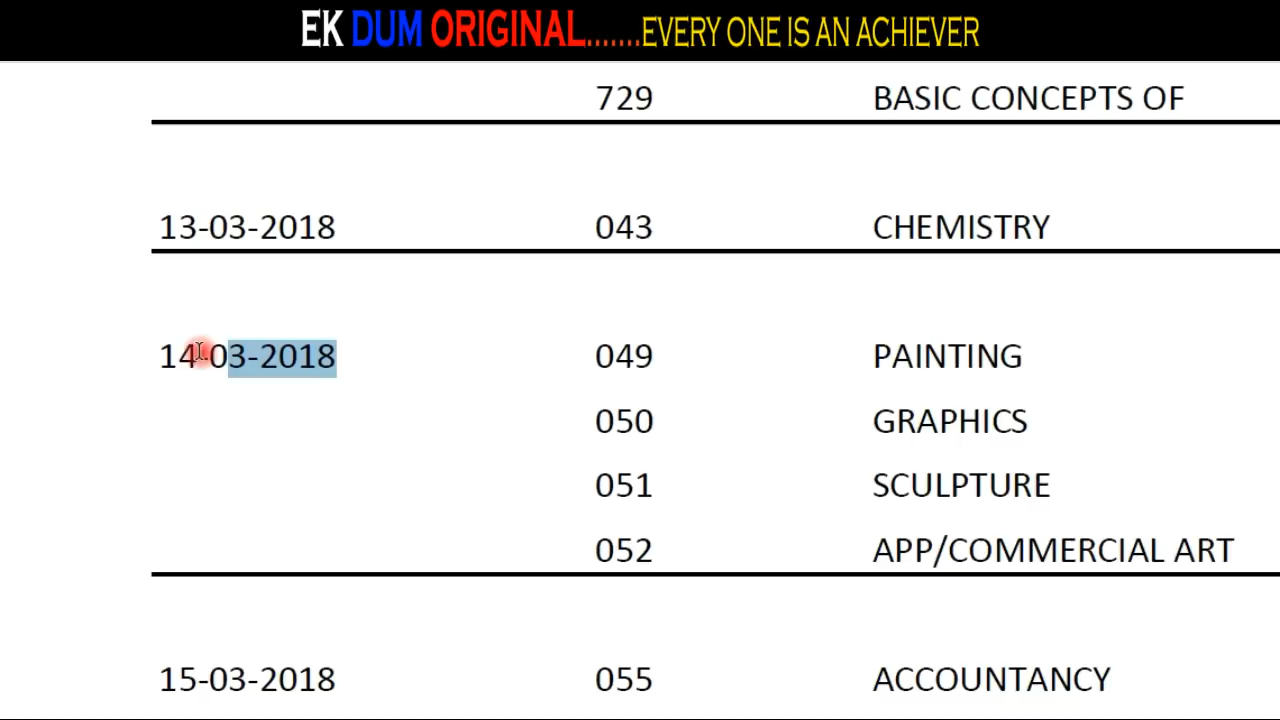 EK DUM ORIGINAL.......EVERY ONE IS AN ACHIEVER
729 BASIC CONCEPTS OF
13-03-2018 043 CHEMISTRY
14-03-2018 049 PAINTING
050 GRAPHICS
051 SCULPTURE
052 APP/COMMERCIAL ART
15-03-2018 055 ACCOUNTANCY